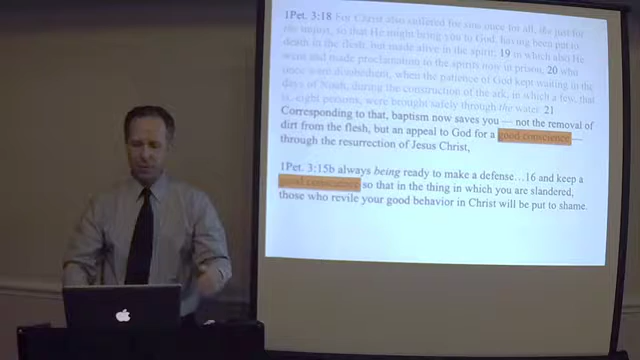 1Pet. 3:18 For Christ also suffered for sins once for all, the just for
the unjust, so that He might bring you to God, having been put to
death in the flesh, but made alive in the spirit; 19 in which also He
went and made proclamation to the spirits now in prison, 20 who
once were disobedient, when the patience of God kept waiting in the
days of Noah, during the construction of the ark, in which a few, that
is, eight persons, were brought safely through the water. 21
Corresponding to that, baptism now saves you — not the removal of
dirt from the flesh, but an appeal to God for a good conscience —
through the resurrection of Jesus Christ,
1Pet. 3:15b always being ready to make a defense…16 and keep a
good conscience so that in the thing in which you are slandered,
those who revile your good behavior in Christ will be put to shame.